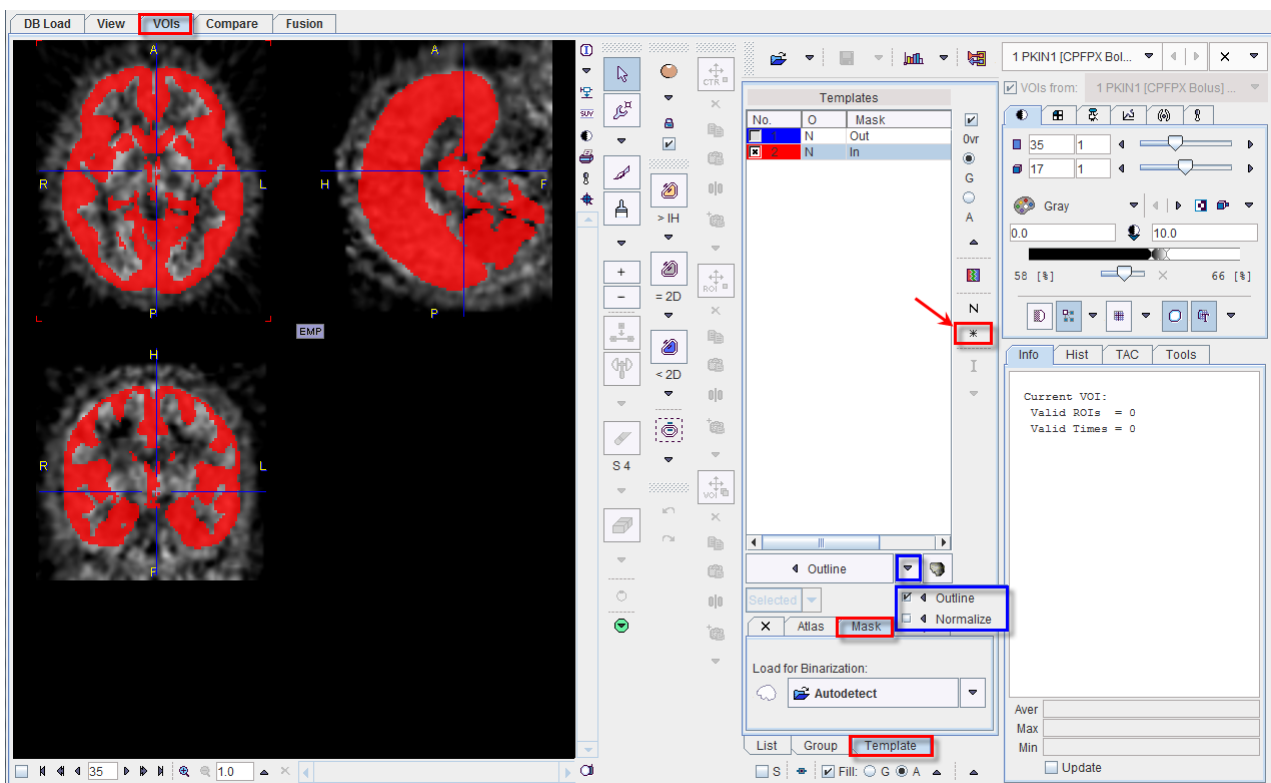 DB Load View VOIs Compare Fusion
A
R L
P
A
H F
P
EMP
H
R L
F
SUV
> IH
= 2D
< 2D
S 4
CTR
ROI
VOI
35 1.0
Templates
No. O Mask
1 N Out
2 N In
0vr
G
A
N
*
I
Outline
Selected
Outline
Normalize
X Atlas Mask
Load for Binarization:
Autodetect
List Group Template
S Fill: G A
1 PKIN1 [CPFPX Bol...
VOIs from: 1 PKIN1 [CPFPX Bolus] ...
35 1
17 1
Gray
0.0 10.0
58 [%] 66 [%]
Info Hist TAC Tools
Current VOI:
Valid ROIs = 0
Valid Times = 0
Aver
Max
Min
Update